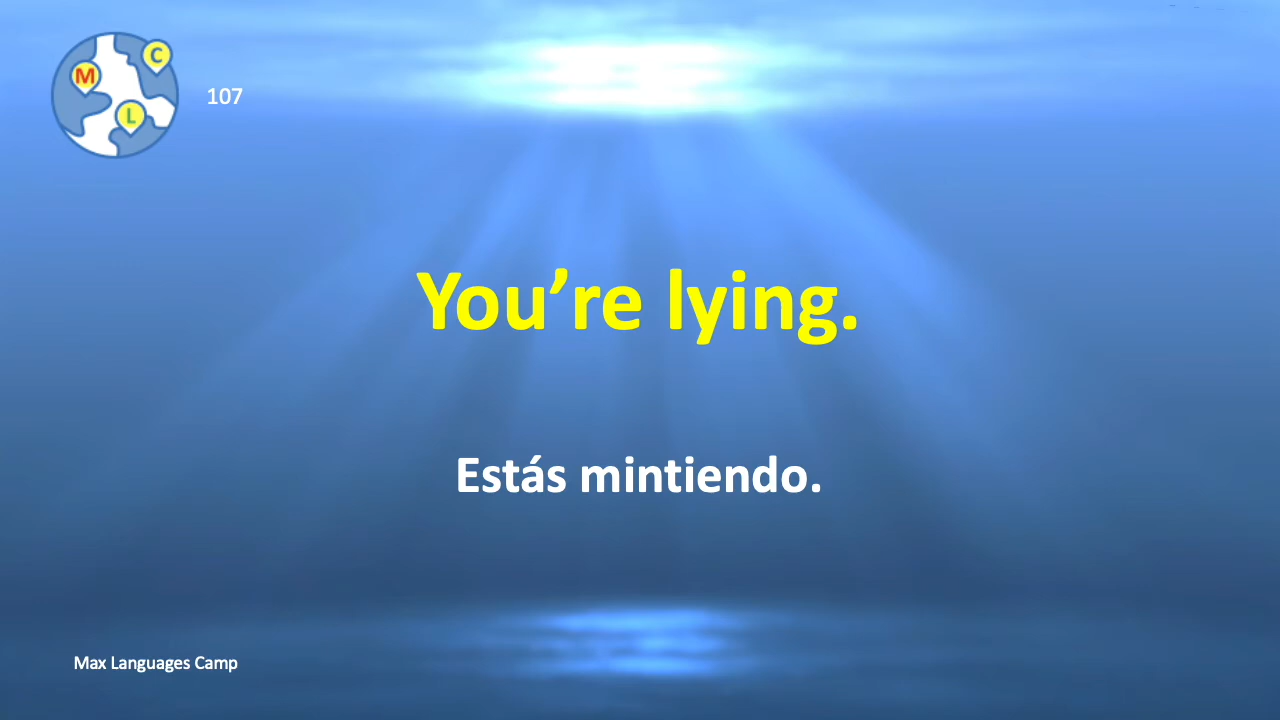 C
M
107
L
You’re lying.
Estás mintiendo.
Max Languages Camp